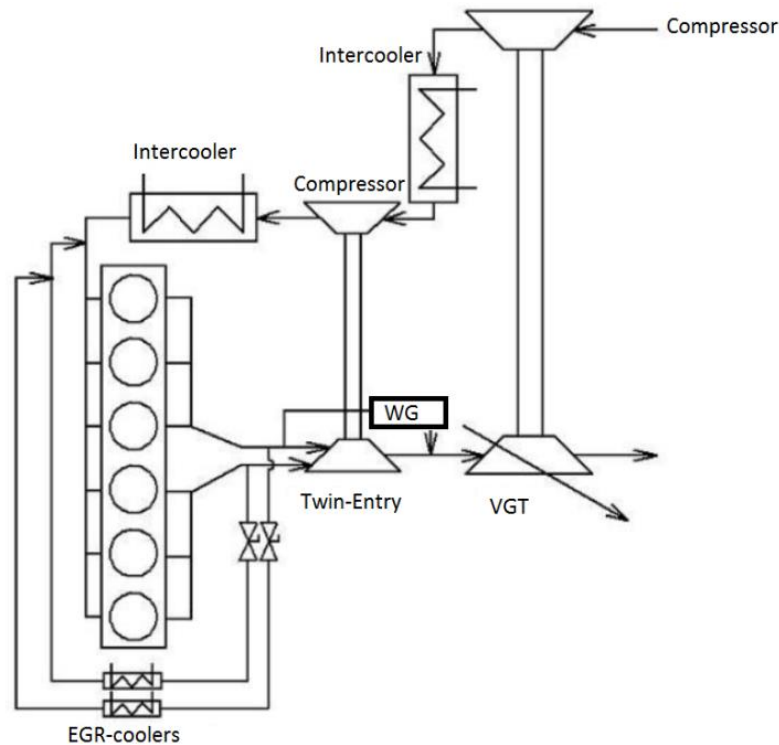 Compressor
Intercooler
Intercooler
Compressor
WG
Twin-Entry
VGT
EGR-coolers